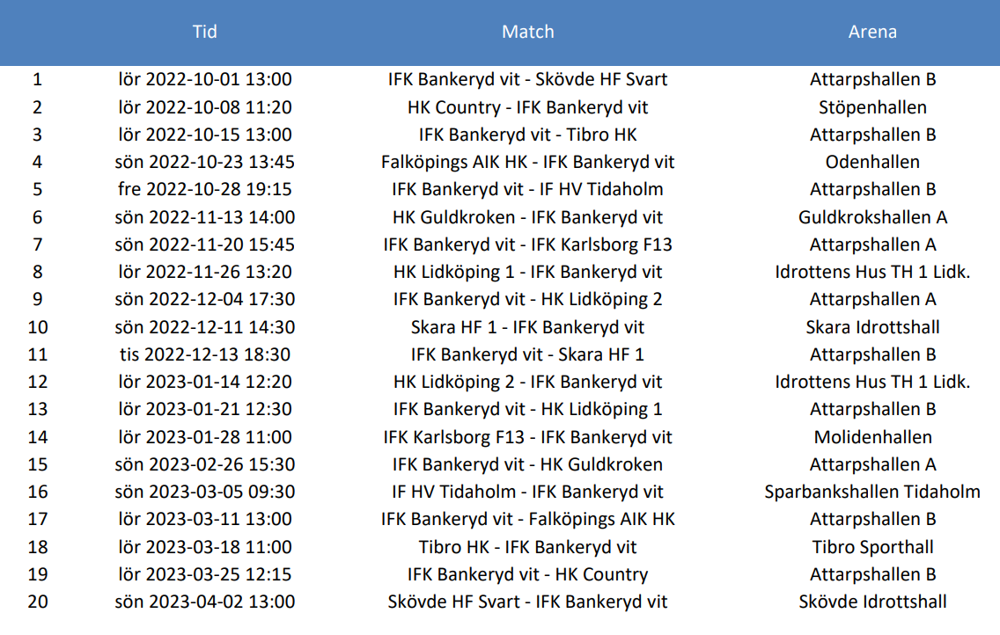 Tid Match Arena
1 lör 2022-10-01 13:00 IFK Bankeryd vit - Skövde HF Svart Attarpshallen B
2 lör 2022-10-08 11:20 HK Country - IFK Bankeryd vit Stöpenhallen
3 lör 2022-10-15 13:00 IFK Bankeryd vit - Tibro HK Attarpshallen B
4 sön 2022-10-23 13:45 Falköpings AIK HK - IFK Bankeryd vit Odenhallen
5 fre 2022-10-28 19:15 IFK Bankeryd vit - IF HV Tidaholm Attarpshallen B
6 sön 2022-11-13 14:00 HK Guldkroken - IFK Bankeryd vit Guldkrokshallen A
7 sön 2022-11-20 15:45 IFK Bankeryd vit - IFK Karlsborg F13 Attarpshallen A
8 lör 2022-11-26 13:20 HK Lidköping 1 - IFK Bankeryd vit Idrottens Hus TH 1 Lidk.
9 sön 2022-12-04 17:30 IFK Bankeryd vit - HK Lidköping 2 Attarpshallen A
10 sön 2022-12-11 14:30 Skara HF 1 - IFK Bankeryd vit Skara Idrottshall
11 tis 2022-12-13 18:30 IFK Bankeryd vit - Skara HF 1 Attarpshallen B
12 lör 2023-01-14 12:20 HK Lidköping 2 - IFK Bankeryd vit Idrottens Hus TH 1 Lidk.
13 lör 2023-01-21 12:30 IFK Bankeryd vit - HK Lidköping 1 Attarpshallen B
14 lör 2023-01-28 11:00 IFK Karlsborg F13 - IFK Bankeryd vit Molidenhallen
15 sön 2023-02-26 15:30 IFK Bankeryd vit - HK Guldkroken Attarpshallen A
16 sön 2023-03-05 09:30 IF HV Tidaholm - IFK Bankeryd vit Sparbankshallen Tidaholm
17 lör 2023-03-11 13:00 IFK Bankeryd vit - Falköpings AIK HK Attarpshallen B
18 lör 2023-03-18 11:00 Tibro HK - IFK Bankeryd vit Tibro Sporthall
19 lör 2023-03-25 12:15 IFK Bankeryd vit - HK Country Attarpshallen B
20 sön 2023-04-02 13:00 Skövde HF Svart - IFK Bankeryd vit Skövde Idrottshall